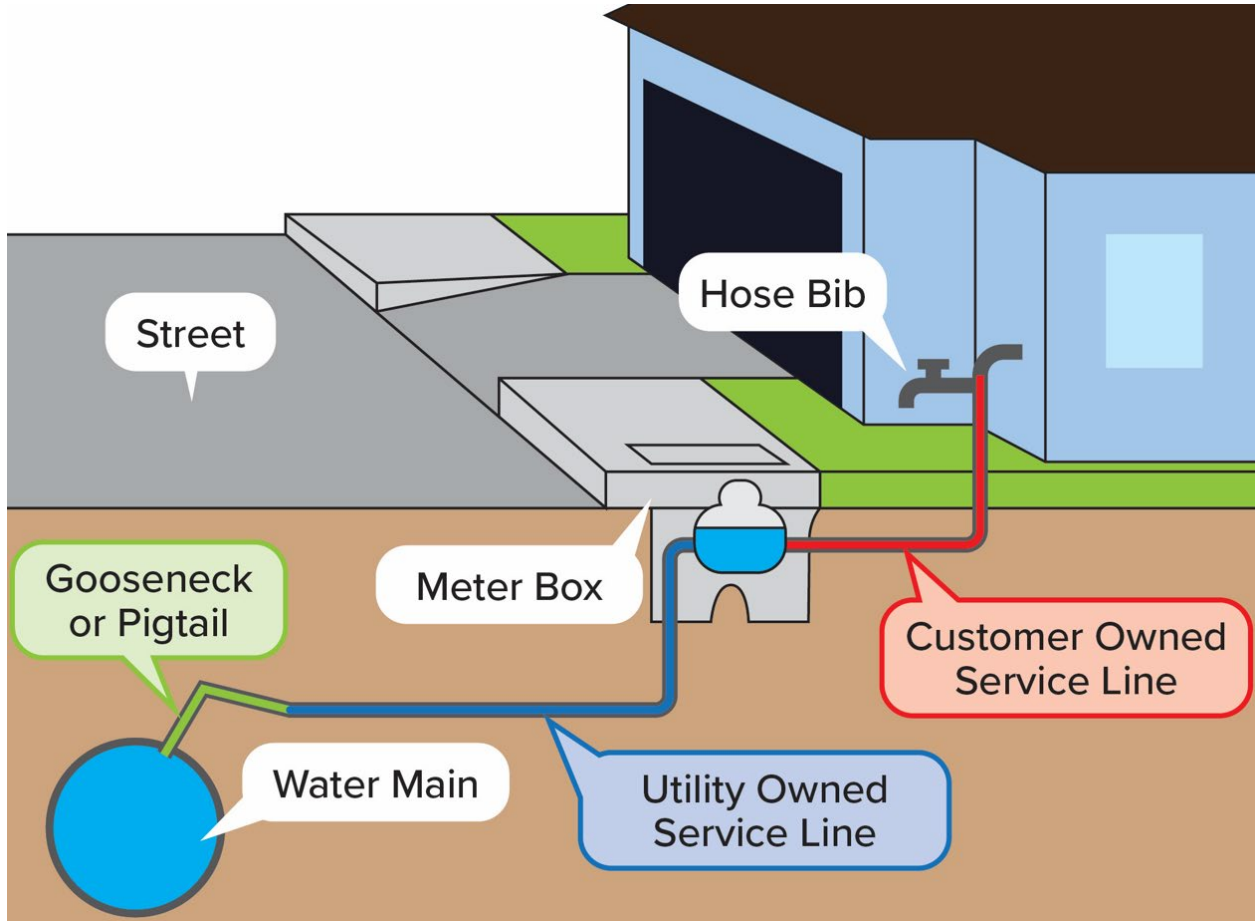 Street
Hose Bib
Gooseneck
or Pigtail
Meter Box
Customer Owned
Service Line
Water Main
Utility Owned
Service Line